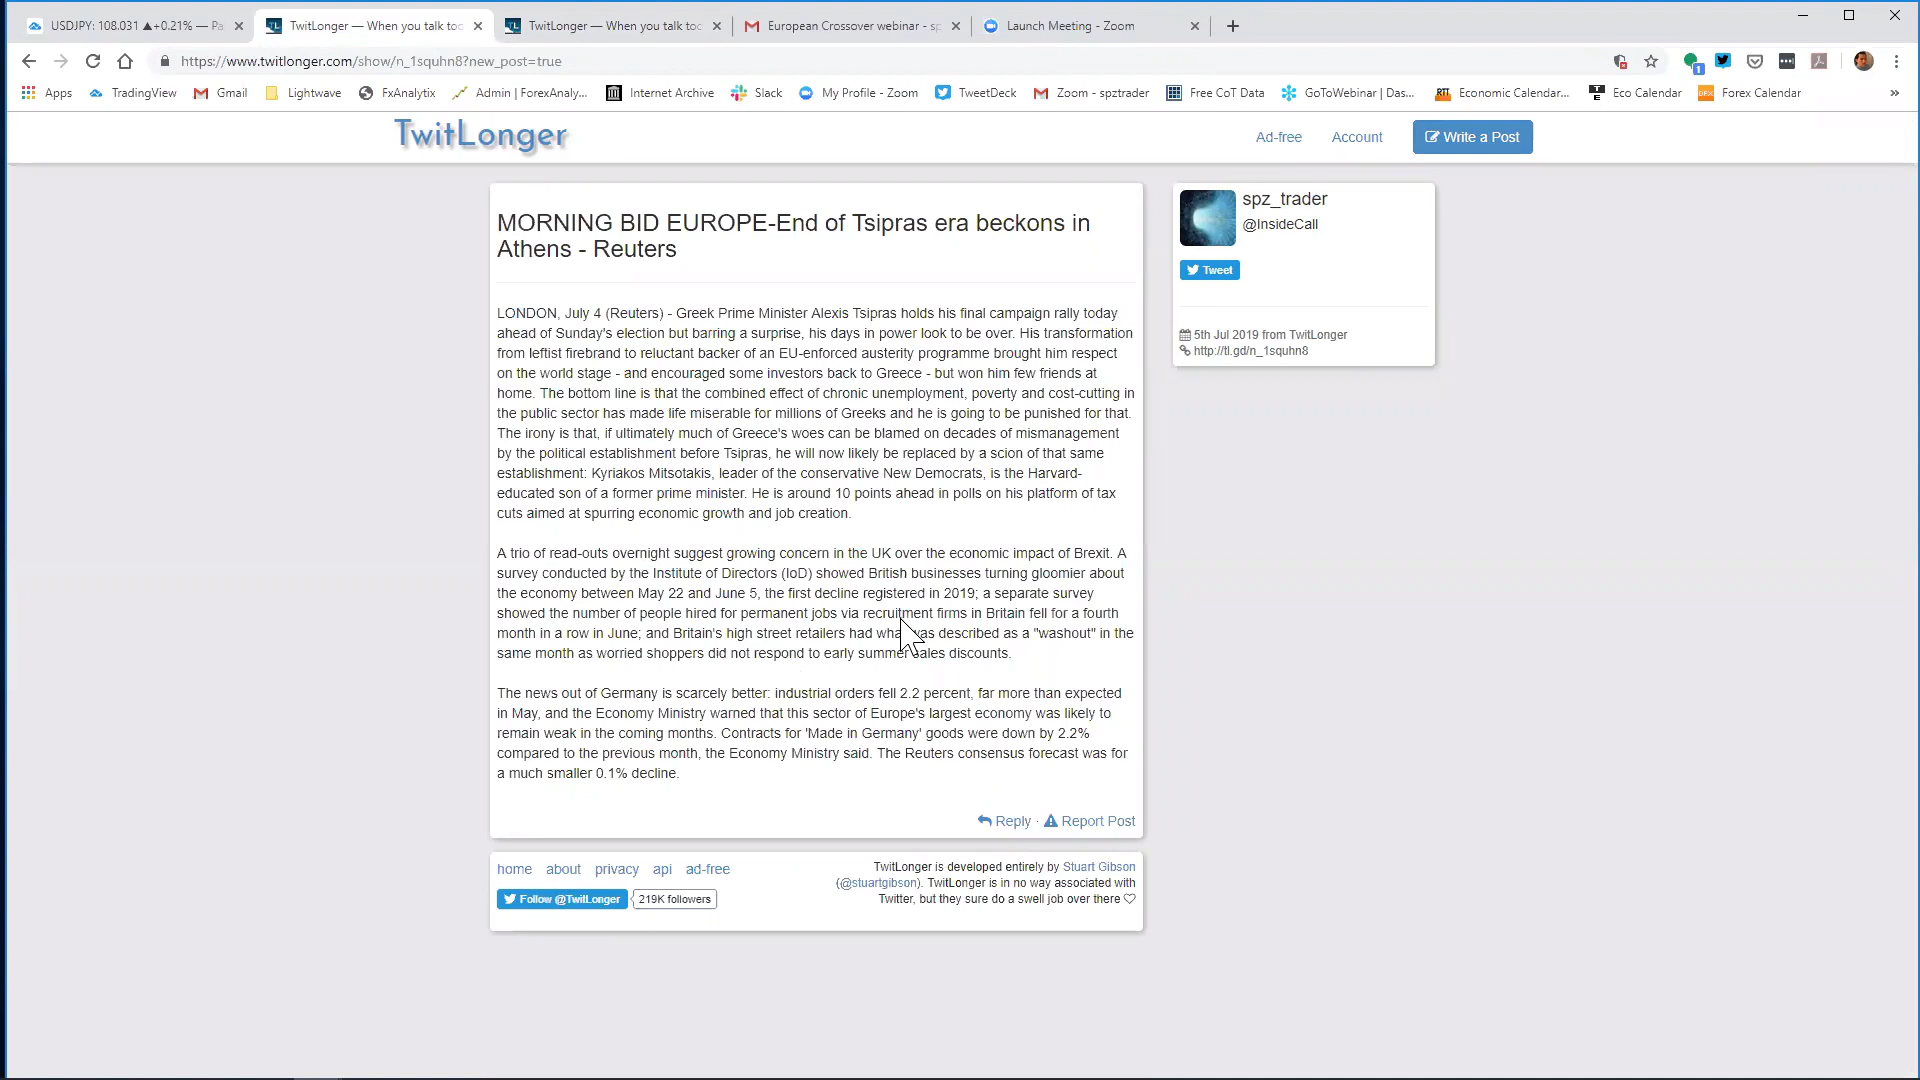 USDJPY: 108.031 ▲+0.21% — Pa
TwitLonger — When you talk too
TwitLonger — When you talk too
European Crossover webinar - sp
Launch Meeting - Zoom
https://www.twitlonger.com/show/n_1squhn8?new_post=true
Apps
TradingView
Gmail
Lightwave
FxAnalytix
Admin | ForexAnaly...
Internet Archive
Slack
My Profile - Zoom
TweetDeck
Zoom - spztrader
Free CoT Data
GoToWebinar | Das...
Economic Calendar...
Eco Calendar
Forex Calendar
TwitLonger
Ad-free
Account
Write a Post
MORNING BID EUROPE-End of Tsipras era beckons in
Athens - Reuters
LONDON, July 4 (Reuters) - Greek Prime Minister Alexis Tsipras holds his final campaign rally today
ahead of Sunday's election but barring a surprise, his days in power look to be over. His transformation
from leftist firebrand to reluctant backer of an EU-enforced austerity programme brought him respect
on the world stage - and encouraged some investors back to Greece - but won him few friends at
home. The bottom line is that the combined effect of chronic unemployment, poverty and cost-cutting in
the public sector has made life miserable for millions of Greeks and he is going to be punished for that.
The irony is that, if ultimately much of Greece's woes can be blamed on decades of mismanagement
by the political establishment before Tsipras, he will now likely be replaced by a scion of that same
establishment: Kyriakos Mitsotakis, leader of the conservative New Democrats, is the Harvard-
educated son of a former prime minister. He is around 10 points ahead in polls on his platform of tax
cuts aimed at spurring economic growth and job creation.
A trio of read-outs overnight suggest growing concern in the UK over the economic impact of Brexit. A
survey conducted by the Institute of Directors (IoD) showed British businesses turning gloomier about
the economy between May 22 and June 5, the first decline registered in 2019; a separate survey
showed the number of people hired for permanent jobs via recruitment firms in Britain fell for a fourth
month in a row in June; and Britain's high street retailers had what was described as a "washout" in the
same month as worried shoppers did not respond to early summer sales discounts.
The news out of Germany is scarcely better: industrial orders fell 2.2 percent, far more than expected
in May, and the Economy Ministry warned that this sector of Europe's largest economy was likely to
remain weak in the coming months. Contracts for 'Made in Germany' goods were down by 2.2%
compared to the previous month, the Economy Ministry said. The Reuters consensus forecast was for
a much smaller 0.1% decline.
Reply · Report Post
spz_trader
@InsideCall
Tweet
5th Jul 2019 from TwitLonger
http://tl.gd/n_1squhn8
home about privacy api ad-free
Follow @TwitLonger
219K followers
TwitLonger is developed entirely by Stuart Gibson
(@stuartgibson). TwitLonger is in no way associated with
Twitter, but they sure do a swell job over there ♡